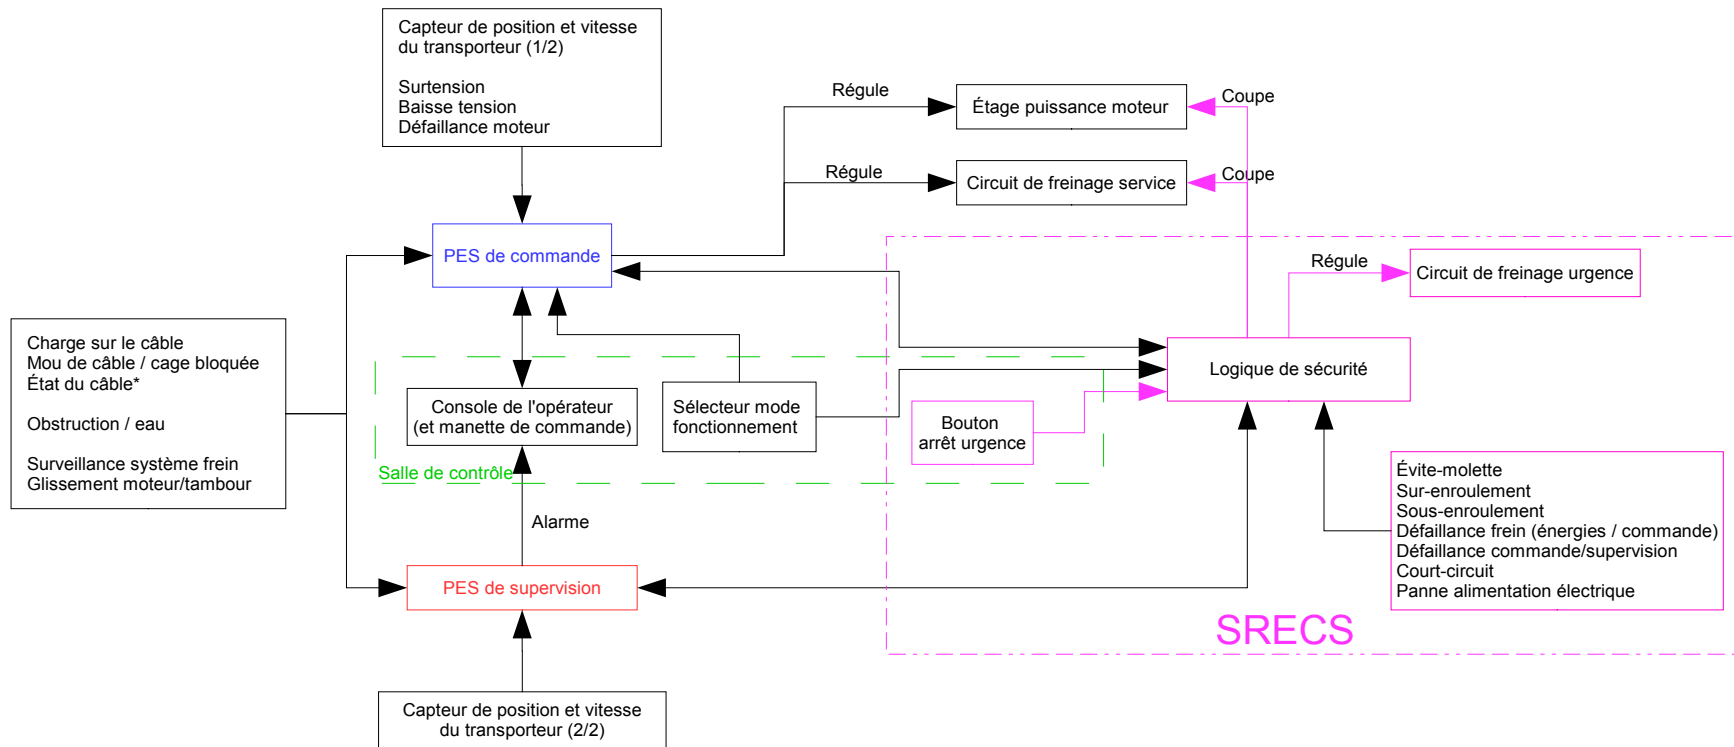 Capteur de position et vitesse
du transporteur (1/2)
Surtension
Baisse tension
Défaillance moteur
Régule
Étage puissance moteur
Coupe
Régule
Circuit de freinage service
Coupe
PES de commande
Régule
Circuit de freinage urgence
Charge sur le câble
Mou de câble / cage bloquée
État du câble*
Obstruction / eau
Surveillance système frein
Glissement moteur/tambour
Console de l'opérateur
(et manette de commande)
Sélecteur mode
fonctionnement
Bouton
arrêt urgence
Logique de sécurité
Salle de contrôle
Alarme
Évite-molette
Sur-enroulement
Sous-enroulement
Défaillance frein (énergies / commande)
Défaillance commande/supervision
Court-circuit
Panne alimentation électrique
PES de supervision
SRECS
Capteur de position et vitesse
du transporteur (2/2)